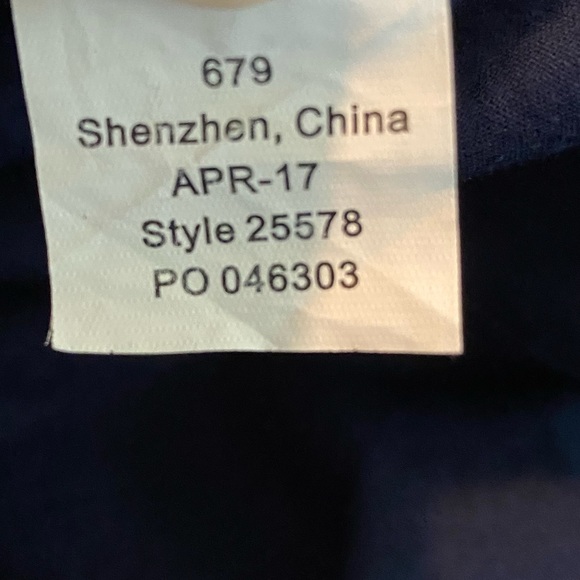 679
Shenzhen, China
APR-17
Style 25578
PO 046303